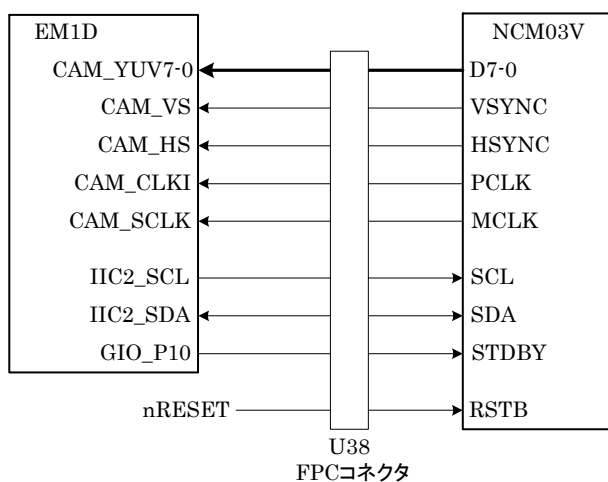 EM1D
NCM03V
CAM_YUV7-0
D7-0
CAM_VS
VSYNC
CAM_HS
HSYNC
CAM_CLKI
PCLK
CAM_SCLK
MCLK
IIC2_SCL
SCL
IIC2_SDA
SDA
GIO_P10
STDBY
nRESET
RSTB
U38
FPCコネクタ